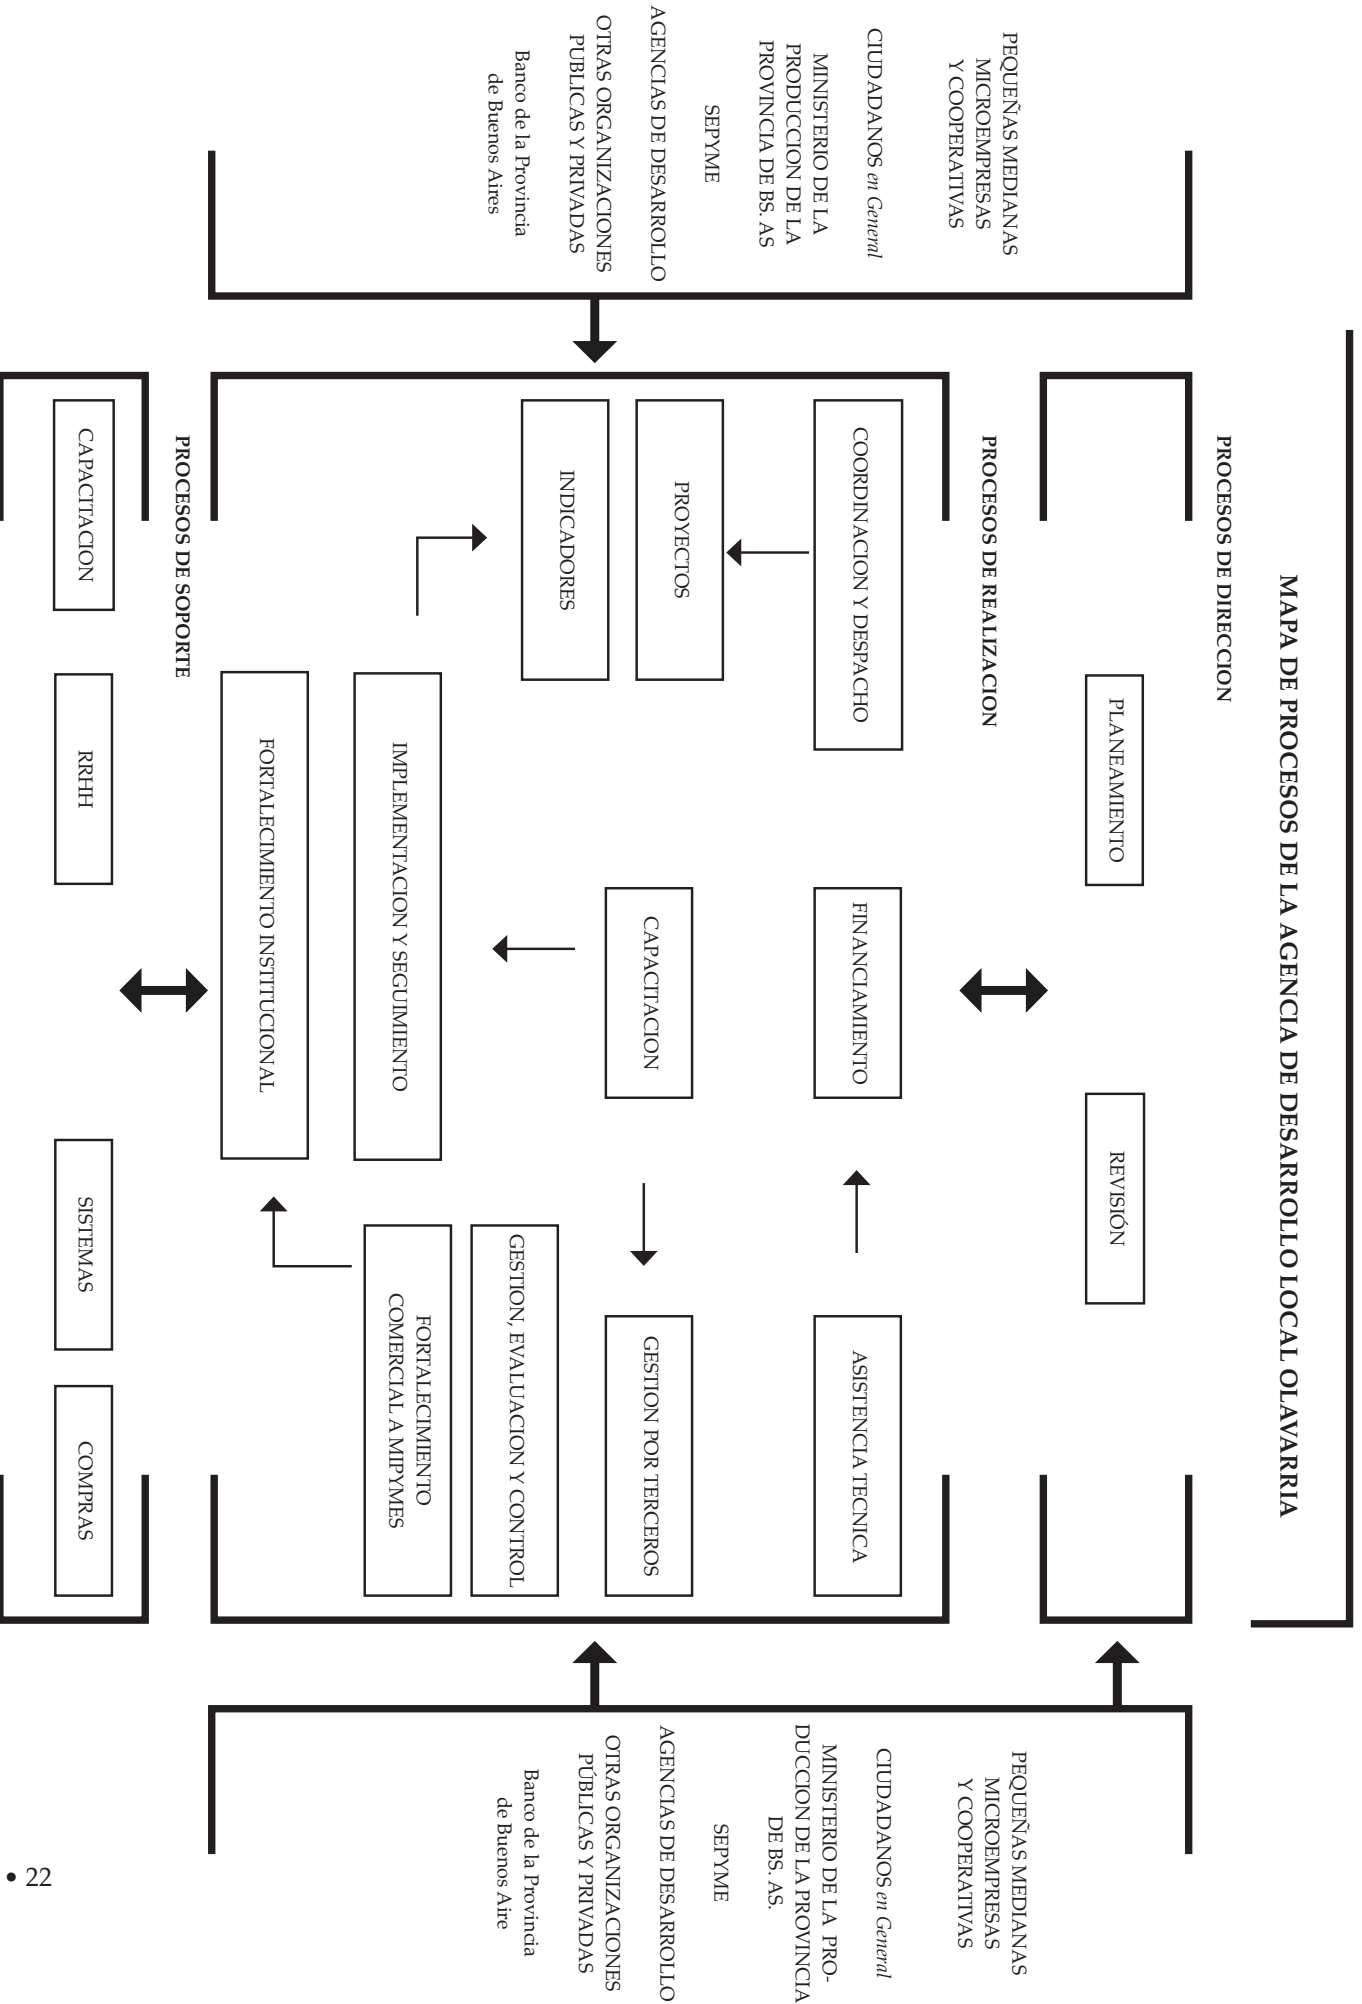 MAPA DE PROCESOS DE LA AGENCIA DE DESARROLLO LOCAL OLAVARRIA
PEQUEÑAS MEDIANAS
MICROEMPRESAS
Y COOPERATIVAS
CIUDADANOS en General
MINISTERIO DE LA
PRODUCCION DE LA
PROVINCIA DE BS. AS
SEPYME
AGENCIAS DE DESARROLLO
OTRAS ORGANIZACIONES
PUBLICAS Y PRIVADAS
Banco de la Provincia
de Buenos Aires
PROCESOS DE DIRECCION
PLANEAMIENTO
REVISIÓN
PROCESOS DE REALIZACION
COORDINACION Y DESPACHO
FINANCIAMIENTO
ASISTENCIA TECNICA
PROYECTOS
CAPACITACION
GESTION POR TERCEROS
INDICADORES
GESTION, EVALUACION Y CONTROL
IMPLEMENTACION Y SEGUIMIENTO
FORTALECIMIENTO
COMERCIAL A MIPYMES
FORTALECIMIENTO INSTITUCIONAL
PROCESOS DE SOPORTE
CAPACITACION
RRHH
SISTEMAS
COMPRAS
PEQUEÑAS MEDIANAS
MICROEMPRESAS
Y COOPERATIVAS
CIUDADANOS en General
MINISTERIO DE LA PRO-
DUCCION DE LA PROVINCIA
DE BS. AS.
SEPYME
AGENCIAS DE DESARROLLO
OTRAS ORGANIZACIONES
PÚBLICAS Y PRIVADAS
Banco de la Provincia
de Buenos Aire
• 22